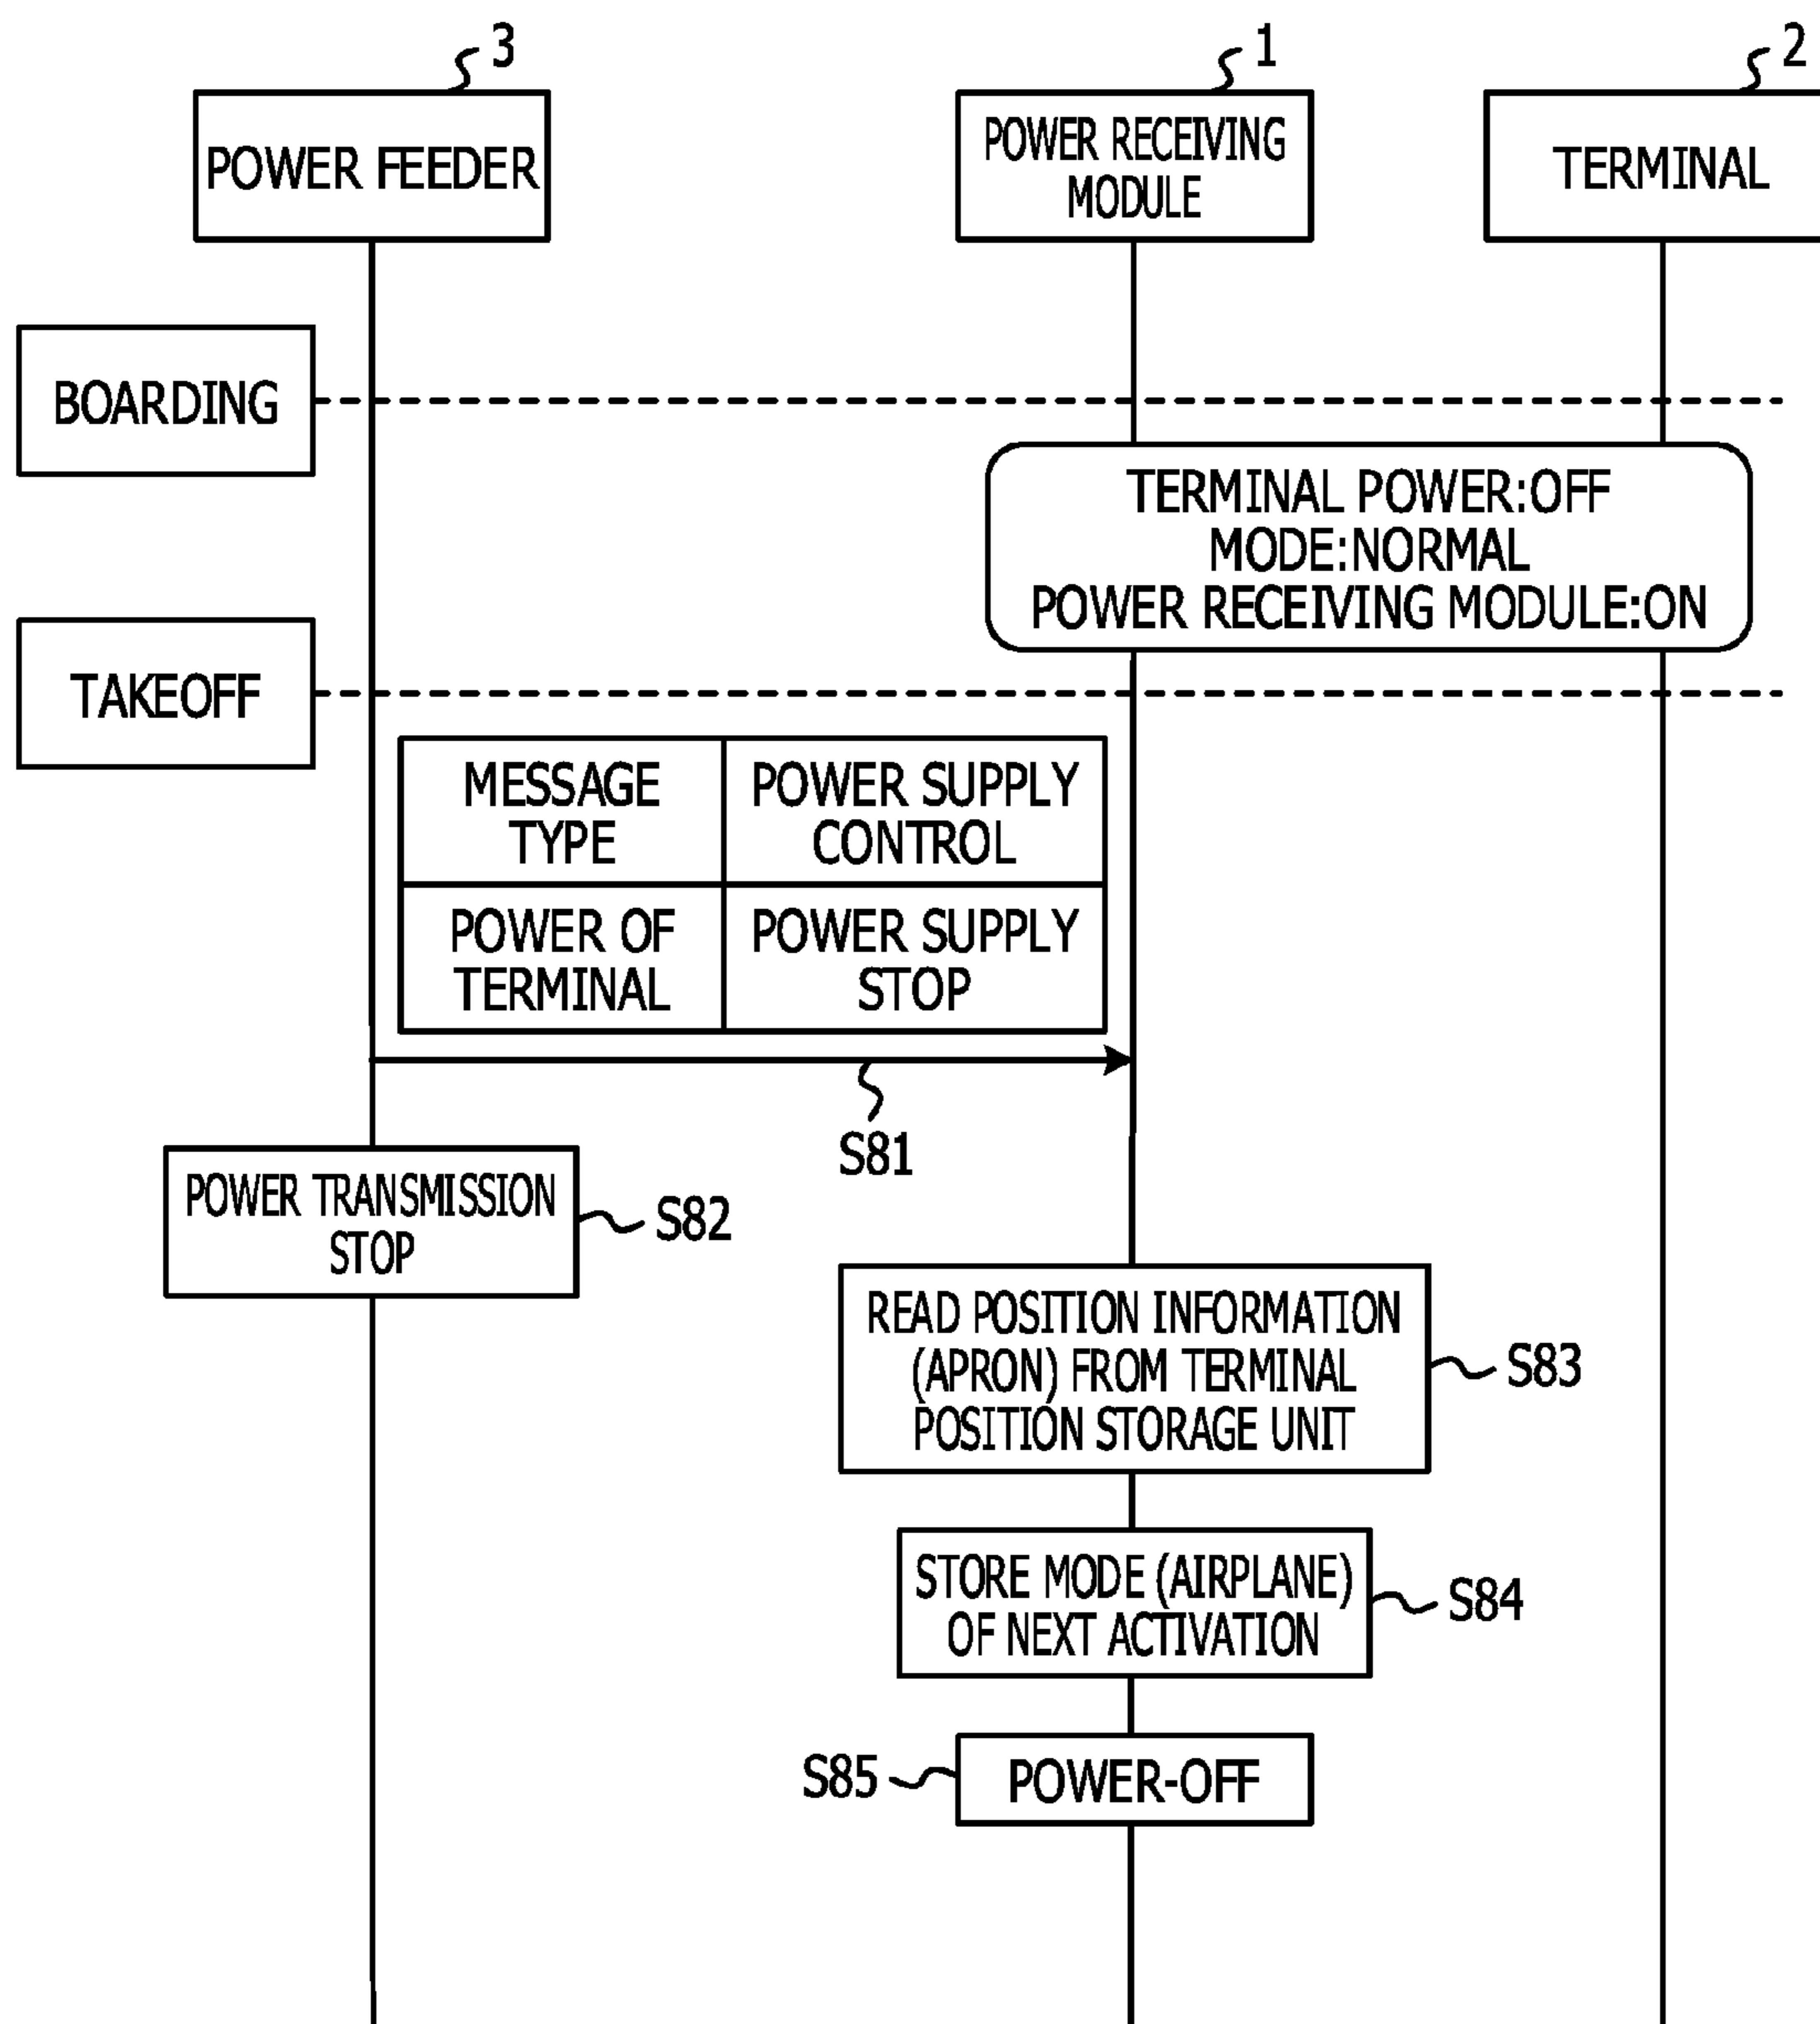 3
1
2
POWER FEEDER
POWER RECEIVING
MODULE
TERMINAL
BOARDING
TERMINAL POWER:OFF
MODE:NORMAL
POWER RECEIVING MODULE:ON
TAKEOFF
MESSAGE
TYPE
POWER SUPPLY
CONTROL
POWER OF
TERMINAL
POWER SUPPLY
STOP
S81
POWER TRANSMISSION
STOP
S82
READ POSITION INFORMATION
(APRON) FROM TERMINAL
POSITION STORAGE UNIT
S83
STORE MODE (AIRPLANE)
OF NEXT ACTIVATION
S84
S85
POWER-OFF